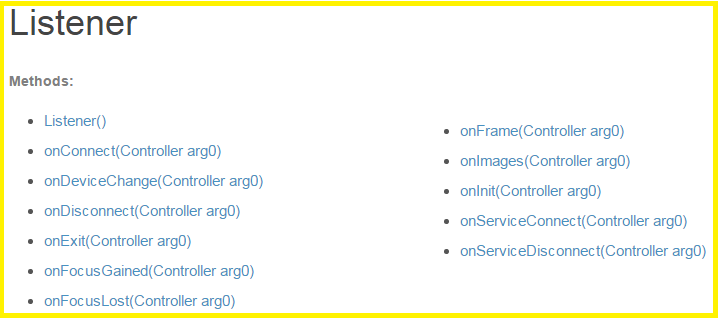 Listener
Methods:
Listener()
onConnect(Controller arg0)
onDeviceChange(Controller arg0)
onDisconnect(Controller arg0)
onExit(Controller arg0)
onFocusGained(Controller arg0)
onFocusLost(Controller arg0)
onFrame(Controller arg0)
onImages(Controller arg0)
onInit(Controller arg0)
onServiceConnect(Controller arg0)
onServiceDisconnect(Controller arg0)